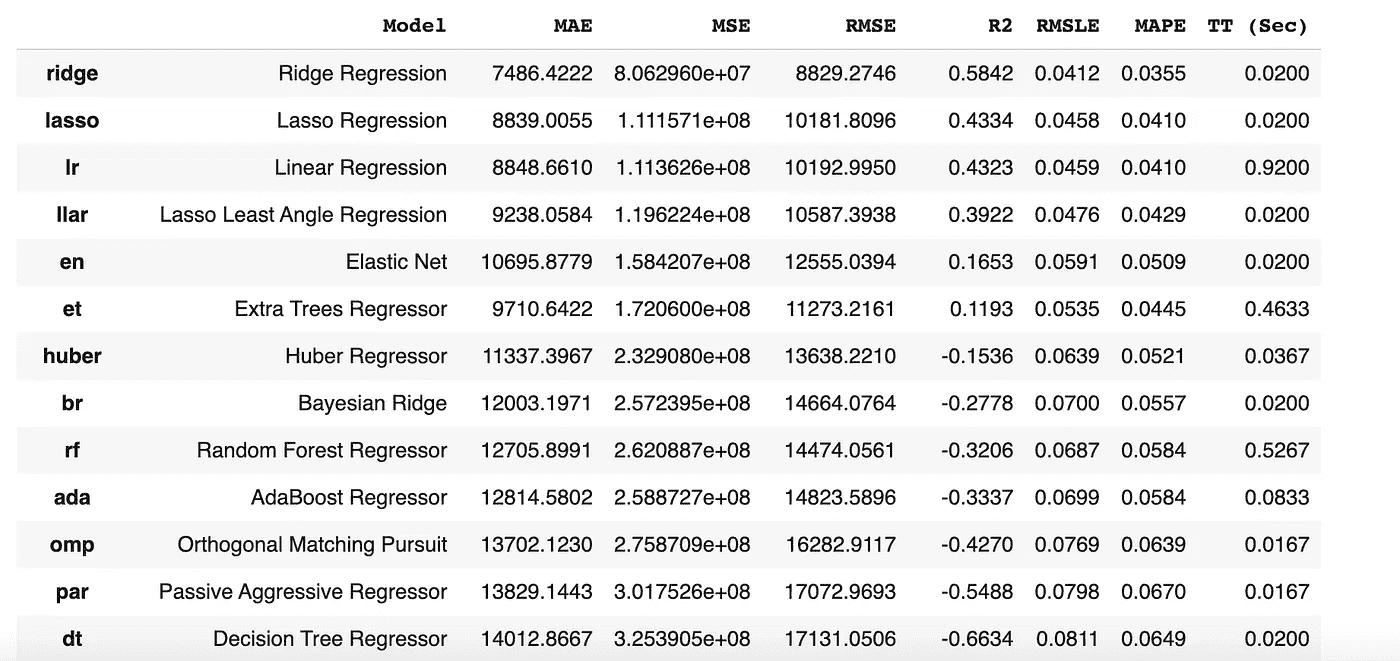 Model MAE MSE RMSE R2 RMSLE MAPE TT (Sec)
ridge Ridge Regression 7486.4222 8.062960e+07 8829.2746 0.5842 0.0412 0.0355 0.0200
lasso Lasso Regression 8839.0055 1.111571e+08 10181.8096 0.4334 0.0458 0.0410 0.0200
lr Linear Regression 8848.6610 1.113626e+08 10192.9950 0.4323 0.0459 0.0410 0.9200
llar Lasso Least Angle Regression 9238.0584 1.196224e+08 10587.3938 0.3922 0.0476 0.0429 0.0200
en Elastic Net 10695.8779 1.584207e+08 12555.0394 0.1653 0.0591 0.0509 0.0200
et Extra Trees Regressor 9710.6422 1.720600e+08 11273.2161 0.1193 0.0535 0.0445 0.4633
huber Huber Regressor 11337.3967 2.329080e+08 13638.2210 -0.1536 0.0639 0.0521 0.0367
br Bayesian Ridge 12003.1971 2.572395e+08 14664.0764 -0.2778 0.0700 0.0557 0.0200
rf Random Forest Regressor 12705.8991 2.620887e+08 14474.0561 -0.3206 0.0687 0.0584 0.5267
ada AdaBoost Regressor 12814.5802 2.588727e+08 14823.5896 -0.3337 0.0699 0.0584 0.0833
omp Orthogonal Matching Pursuit 13702.1230 2.758709e+08 16282.9117 -0.4270 0.0769 0.0639 0.0167
par Passive Aggressive Regressor 13829.1443 3.017526e+08 17072.9693 -0.5488 0.0798 0.0670 0.0167
dt Decision Tree Regressor 14012.8667 3.253905e+08 17131.0506 -0.6634 0.0811 0.0649 0.0200